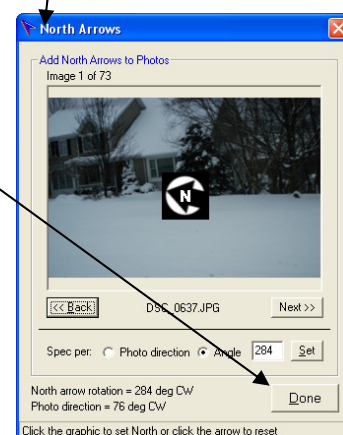 North Arrows
Add North Arrows to Photos
Image 1 of 73
N
<< Back DSC_0637.JPG Next >>
Spec per: Photo direction Angle 284 Set
North arrow rotation = 284 deg CW
Photo direction = 76 deg CW
Done
Click the graphic to set North or click the arrow to reset